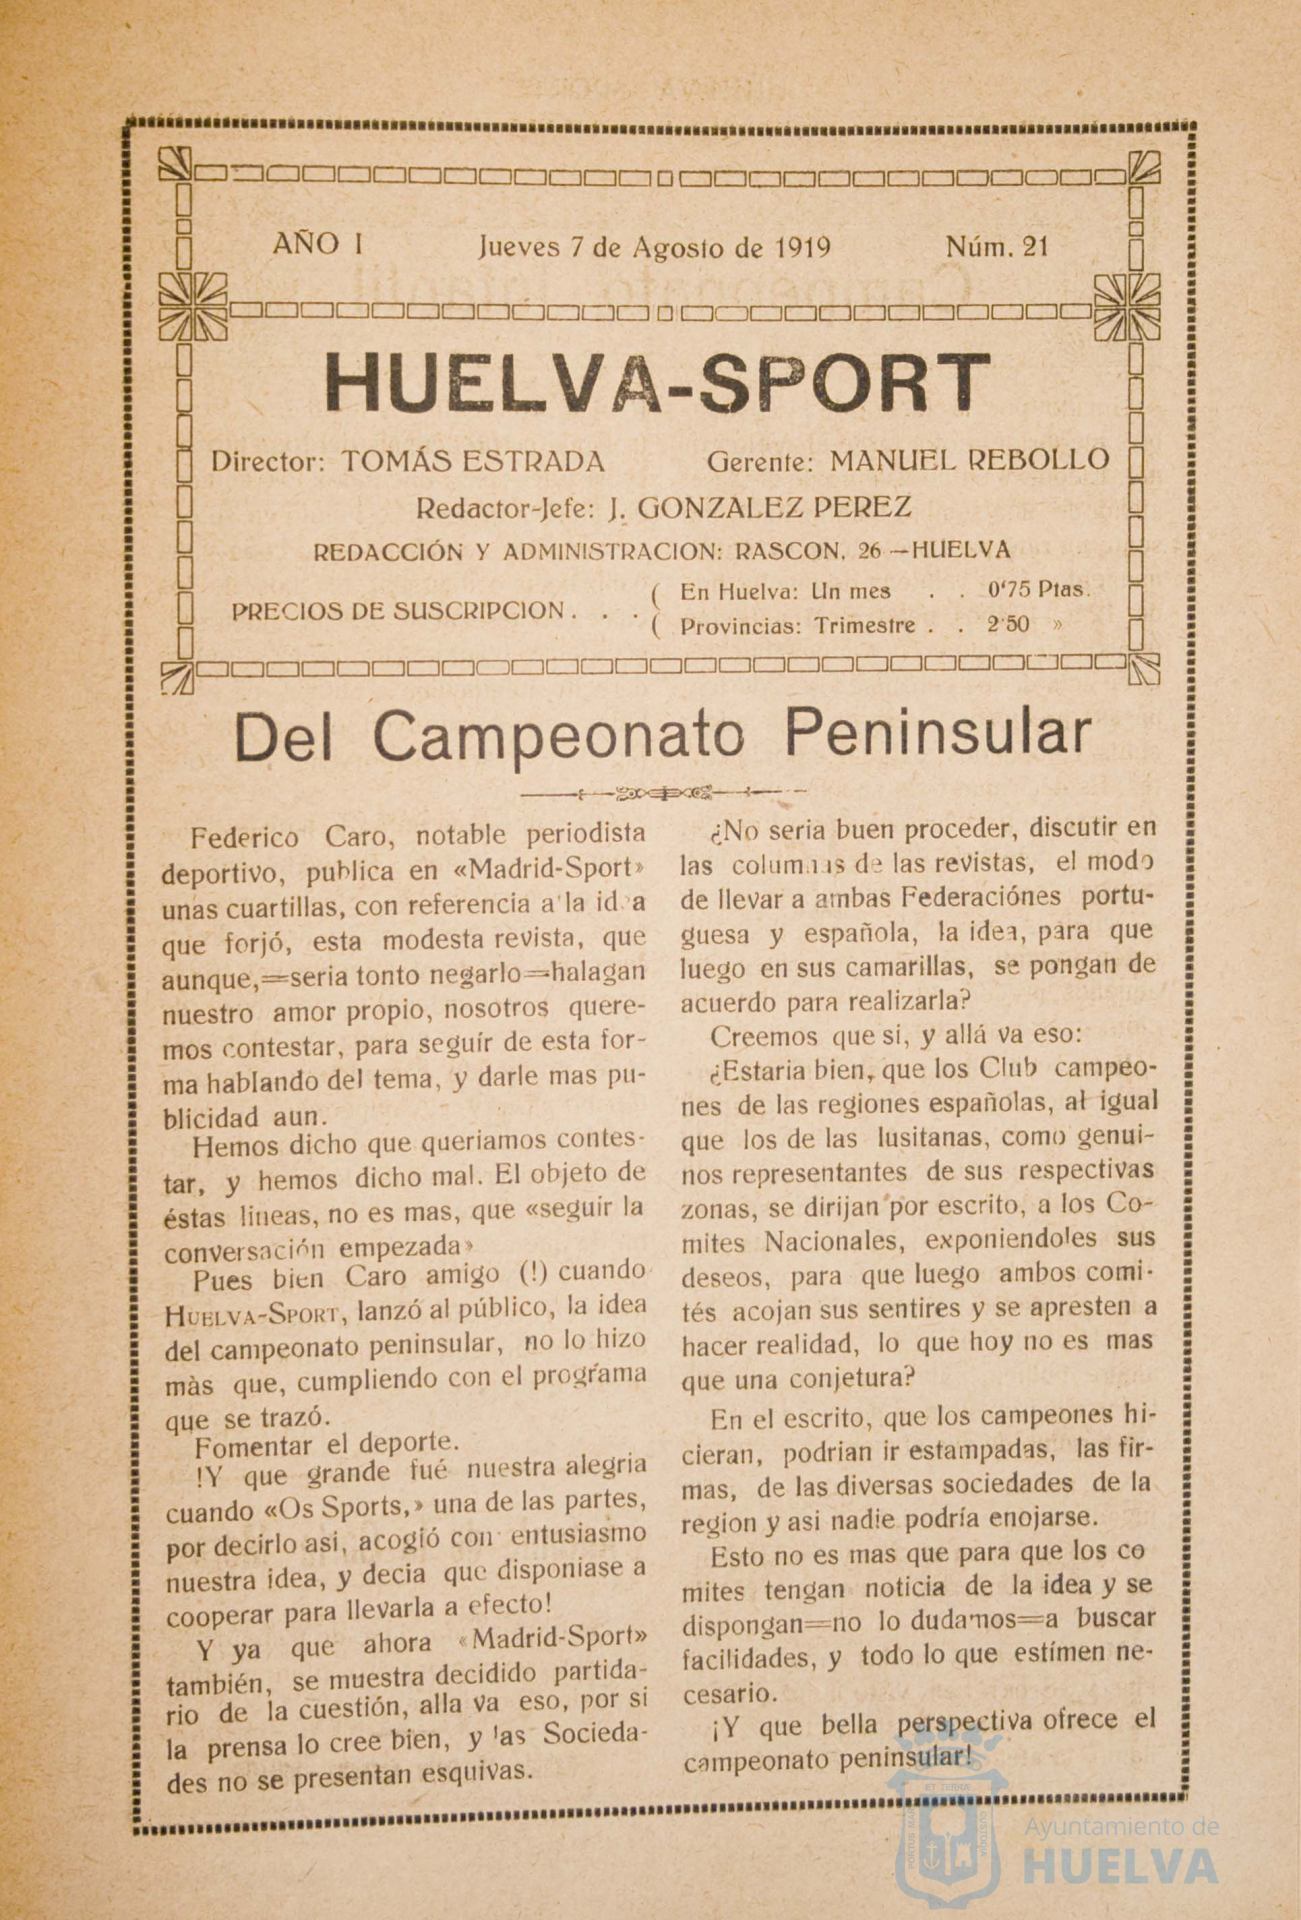 AÑO I Jueves 7 de Agosto de 1919 Núm. 21
HUELVA-SPORT
Director: TOMÁS ESTRADA Gerente: MANUEL REBOLLO
Redactor-Jefe: J. GONZALEZ PEREZ
REDACCIÓN Y ADMINISTRACION: RASCON, 26 —HUELVA
PRECIOS DE SUSCRIPCION . . .
( En Huelva: Un mes . . 0'75 Ptas.
( Provincias: Trimestre . . 2'50 »
Del Campeonato Peninsular
Federico Caro, notable periodista
deportivo, publica en «Madrid-Sport»
unas cuartillas, con referencia a la idea
que forjó, esta modesta revista, que
aunque,=seria tonto negarlo=halagan
nuestro amor propio, nosotros quere-
mos contestar, para seguír de esta for-
ma hablando del tema, y darle mas pu-
blicidad aun.
Hemos dicho que queriamos contes-
tar, y hemos dicho mal. El objeto de
éstas lineas, no es mas, que «seguir la
conversación empezada»
Pues bien Caro amigo (!) cuando
HUELVA-SPORT, lanzó al público, la idea
del campeonato peninsular, no lo hizo
màs que, cumpliendo con el programa
que se trazó.
Fomentar el deporte.
!Y que grande fué nuestra alegria
cuando «Os Sports,» una de las partes,
por decirlo asi, acogió con entusiasmo
nuestra idea, y decia que disponiase a
cooperar para llevarla a efecto!
Y ya que ahora «Madrid-Sport»
también, se muestra decidido partida-
rio de la cuestión, alla va eso, por si
la prensa lo cree bien, y las Socieda-
des no se presentan esquivas.
¿No seria buen proceder, discutir en
las columnas de las revistas, el modo
de llevar a ambas Federaciónes portu-
guesa y española, la idea, para que
luego en sus camarillas, se pongan de
acuerdo para realizarla?
Creemos que si, y allá va eso:
¿Estaria bien, que los Club campeo-
nes de las regiones españolas, al igual
que los de las lusitanas, como genui-
nos representantes de sus respectivas
zonas, se dirijan por escrito, a los Co-
mites Nacionales, exponiendoles sus
deseos, para que luego ambos comi-
tés acojan sus sentires y se apresten a
hacer realidad, lo que hoy no es mas
que una conjetura?
En el escrito, que los campeones hi-
cieran, podrian ir estampadas, las fir-
mas, de las diversas sociedades de la
region y asi nadie podría enojarse.
Esto no es mas que para que los co
mites tengan noticia de la idea y se
dispongan=no lo dudamos=a buscar
facilidades, y todo lo que estímen ne-
cesario.
¡Y que bella perspectiva ofrece el
campeonato peninsular!
PORTUS MARIS
ET TERRÆ
CUSTODIA
Ayuntamiento de
HUELVA